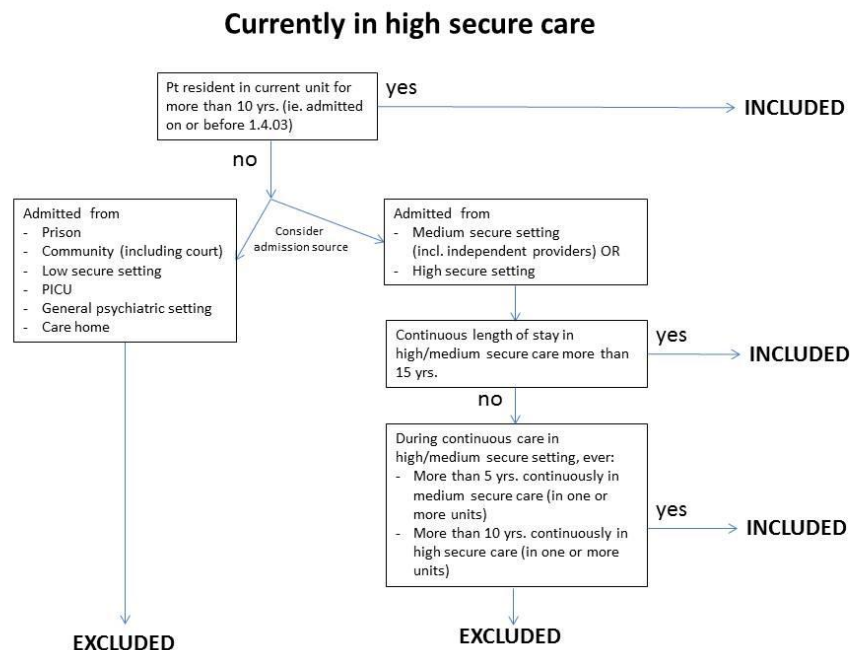 Currently in high secure care
Pt resident in current unit for
more than 10 yrs. (ie. admitted
on or before 1.4.03)
yes
INCLUDED
no
Admitted from
- Prison
- Community (including court)
- Low secure setting
- PICU
- General psychiatric setting
- Care home
Consider
admission source
Admitted from
- Medium secure setting
(incl. independent providers) OR
- High secure setting
Continuous length of stay in
high/medium secure care more than
15 yrs.
yes
INCLUDED
no
During continuous care in
high/medium secure setting, ever:
- More than 5 yrs. continuously in
medium secure care (in one or
more units)
- More than 10 yrs. continuously in
high secure care (in one or more
units)
yes
INCLUDED
EXCLUDED
EXCLUDED